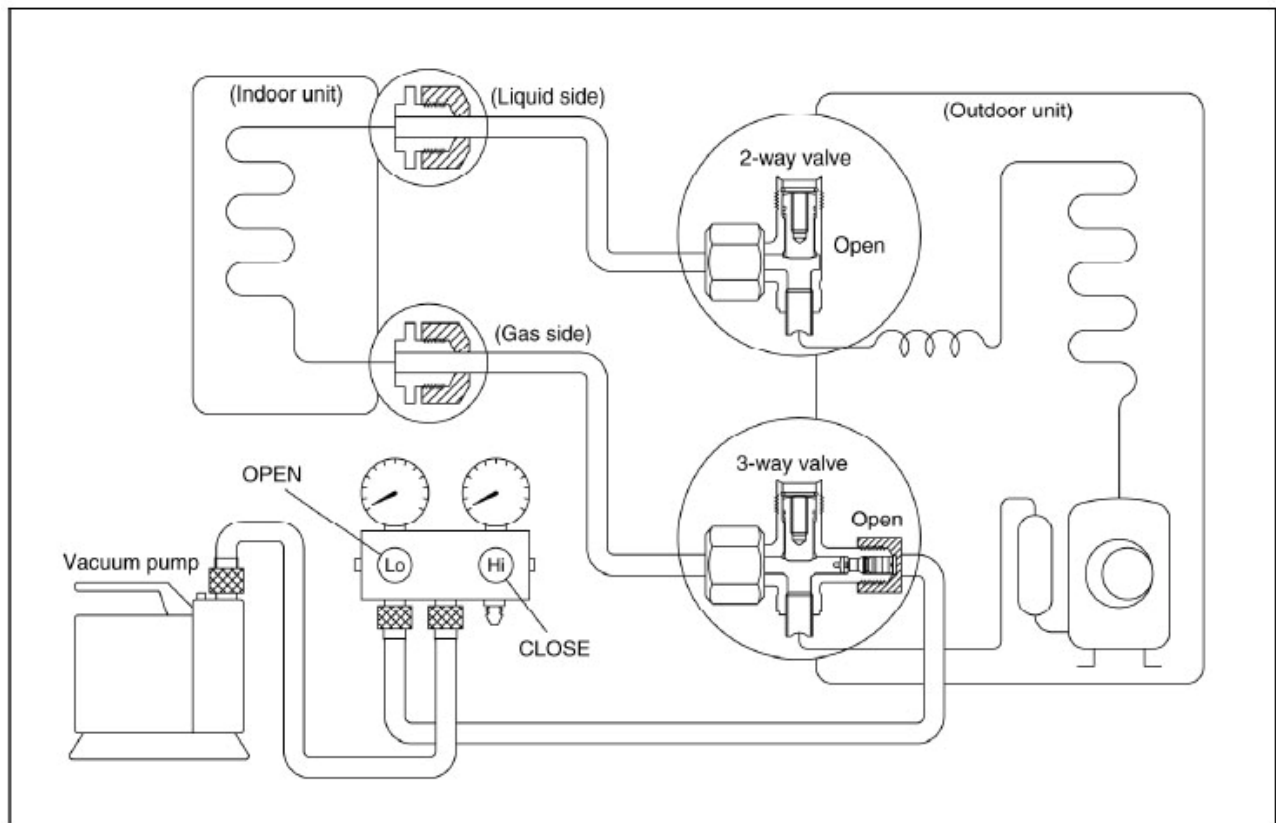 (Indoor unit)
(Liquid side)
(Outdoor unit)
2-way valve
Open
(Gas side)
3-way valve
Open
OPEN
Vacuum pump
Lo
Hi
CLOSE